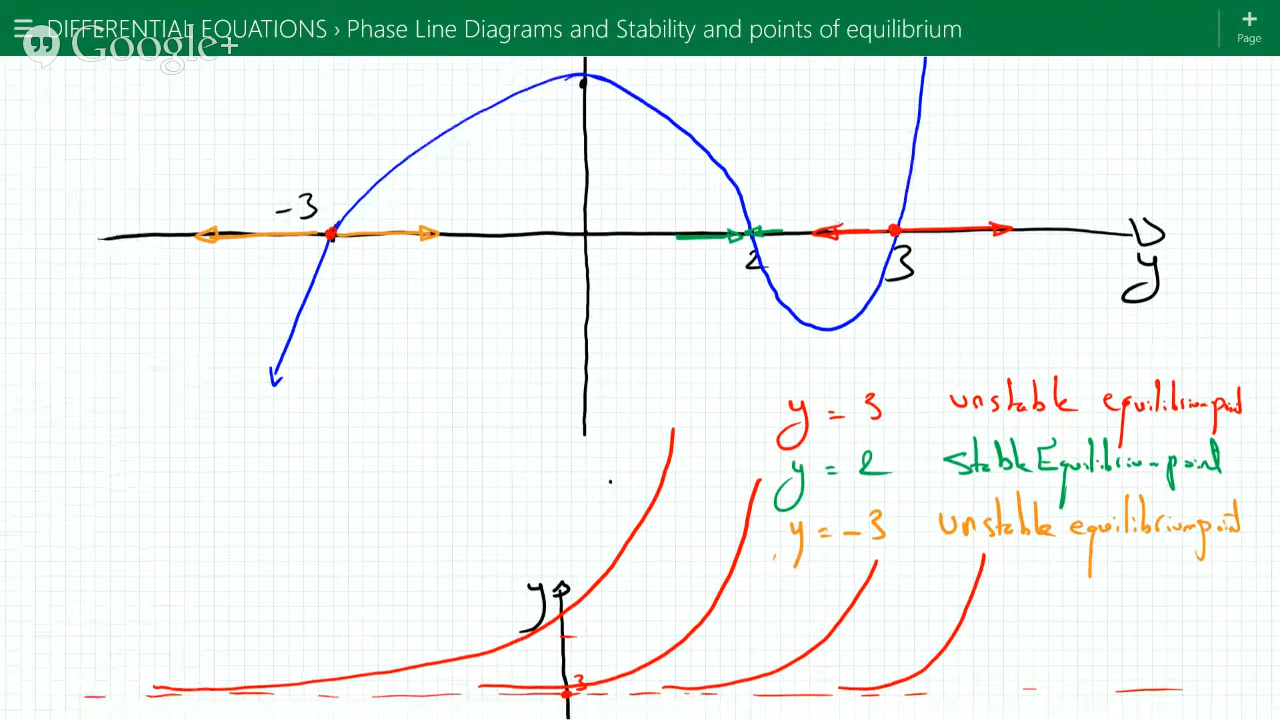 DIFFERENTIAL EQUATIONS › Phase Line Diagrams and Stability and points of equilibrium
Page
Google+
-3
2
3
y
y = 3 unstable equilibrium point
y = 2 Stable Equilibrium point
y = -3 unstable equilibrium point
y
3